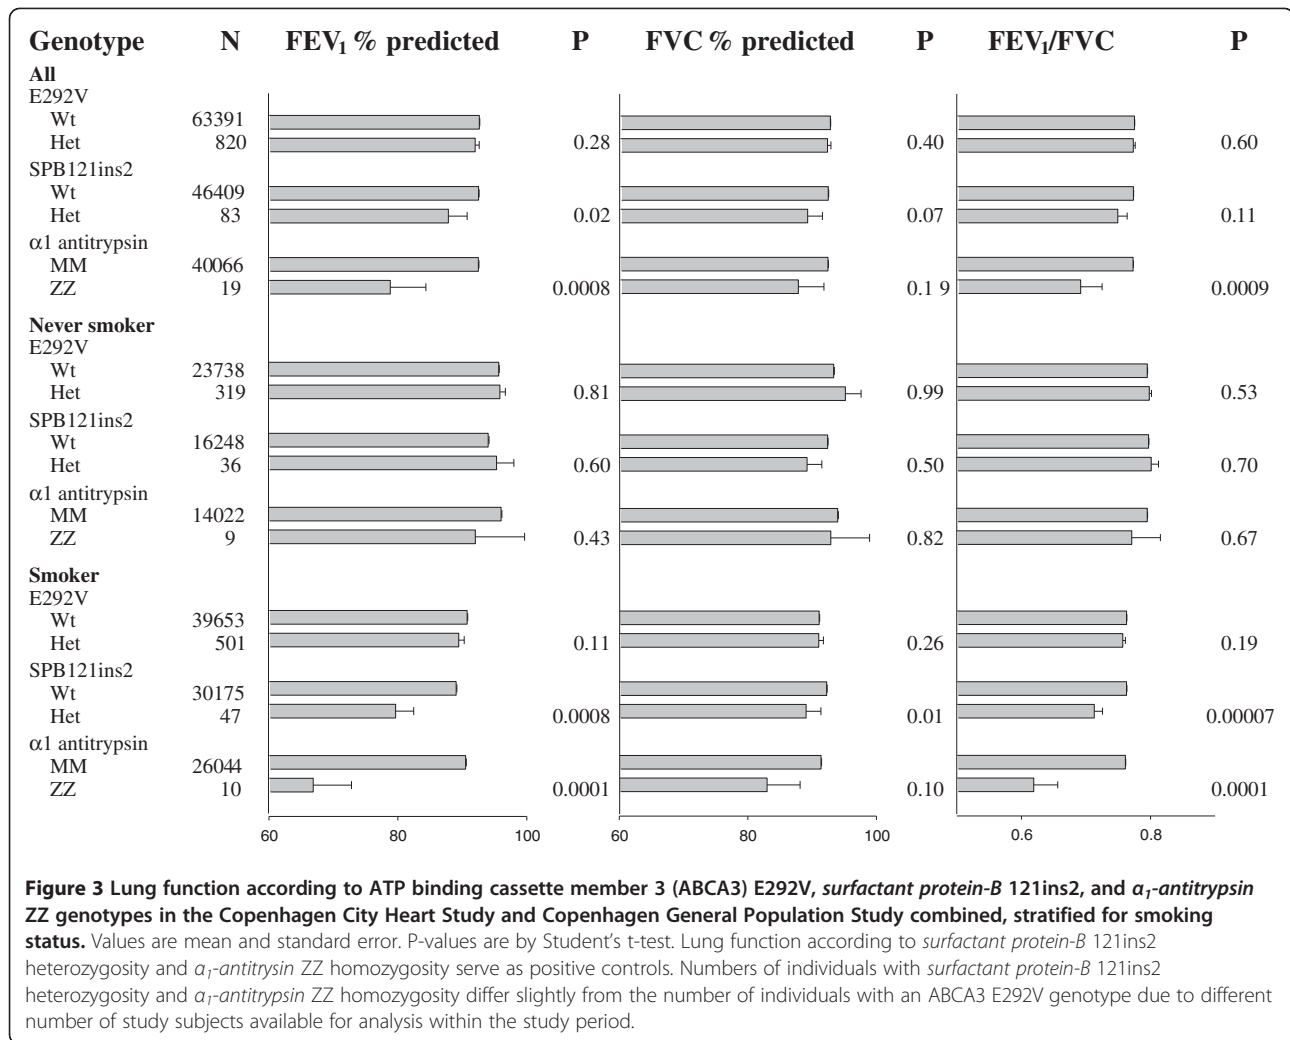 Genotype N FEV₁ % predicted P FVC % predicted P FEV₁/FVC P
All
E292V
Wt 63391
Het 820 0.28 0.40 0.60
SPB121ins2
Wt 46409
Het 83 0.02 0.07 0.11
α1 antitrypsin
MM 40066
ZZ 19 0.0008 0.1 9 0.0009
Never smoker
E292V
Wt 23738
Het 319 0.81 0.99 0.53
SPB121ins2
Wt 16248
Het 36 0.60 0.50 0.70
α1 antitrypsin
MM 14022
ZZ 9 0.43 0.82 0.67
Smoker
E292V
Wt 39653
Het 501 0.11 0.26 0.19
SPB121ins2
Wt 30175
Het 47 0.0008 0.01 0.00007
α1 antitrypsin
MM 26044
ZZ 10 0.0001 0.10 0.0001
60 80 100 60 80 100 0.6 0.8
Figure 3 Lung function according to ATP binding cassette member 3 (ABCA3) E292V, surfactant protein-B 121ins2, and α₁-antitrypsin
ZZ genotypes in the Copenhagen City Heart Study and Copenhagen General Population Study combined, stratified for smoking
status. Values are mean and standard error. P-values are by Student's t-test. Lung function according to surfactant protein-B 121ins2
heterozygosity and α₁-antitrysin ZZ homozygosity serve as positive controls. Numbers of individuals with surfactant protein-B 121ins2
heterozygosity and α₁-antitrypsin ZZ homozygosity differ slightly from the number of individuals with an ABCA3 E292V genotype due to different
number of study subjects available for analysis within the study period.